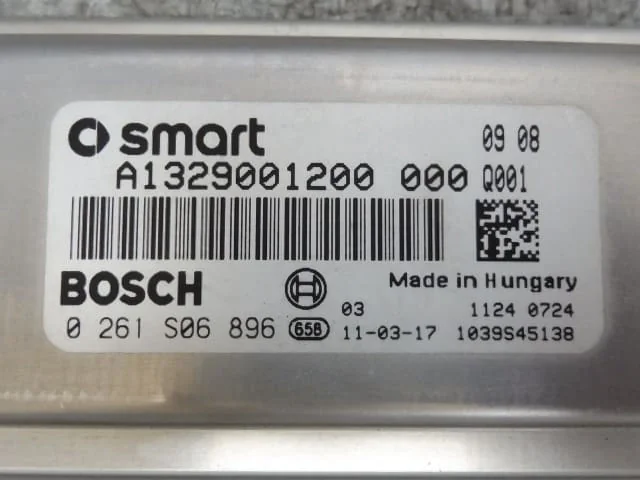 smart 09 08
A1329001200 000 Q001
BOSCH Made in Hungary
03 1124 0724
0 261 S06 896 658 11-03-17 1039S45138